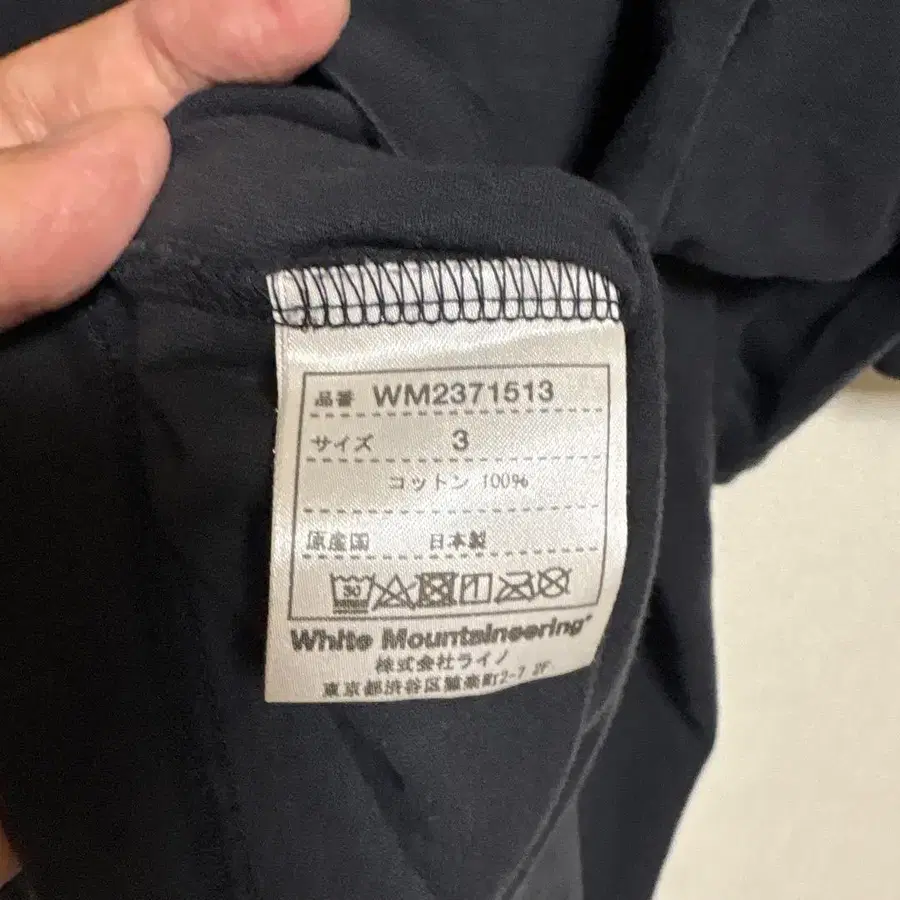 品番 WM2371513
サイズ 3
コットン 100%
原産国 日本製
30
White Mountaineering®
株式会社ライノ
東京都渋谷区鶯楽町2-7 2F